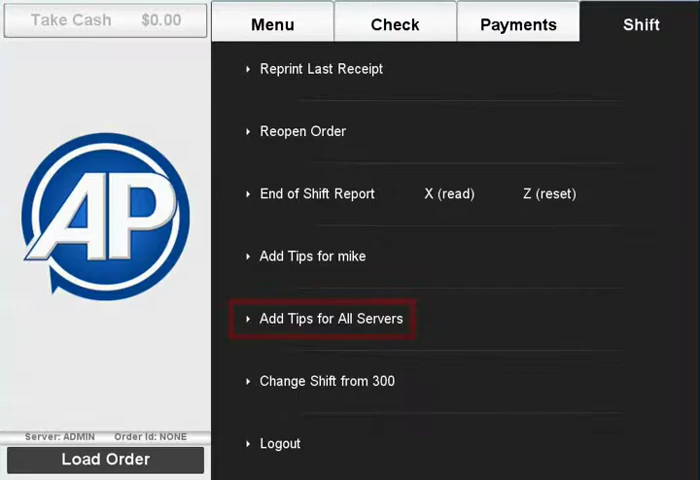 Take Cash $0.00
Menu Check Payments Shift
Reprint Last Receipt
Reopen Order
End of Shift Report X (read) Z (reset)
Add Tips for mike
Add Tips for All Servers
Change Shift from 300
Logout
AP
Server: ADMIN Order Id: NONE
Load Order